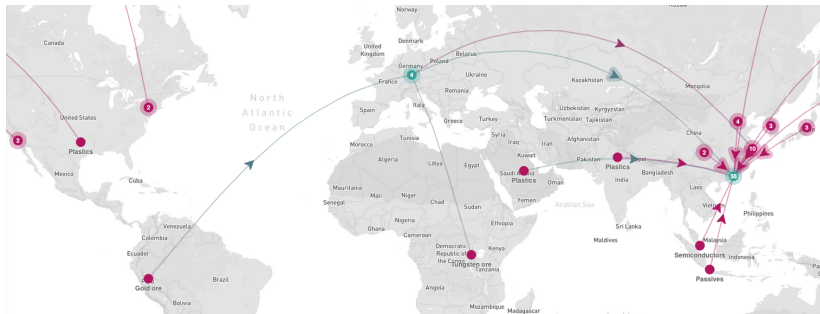 Norway
Russia
Canada
United
Kingdom
Denmark
Belarus
Germany
Poland
4
Ukraine
Kazakhstan
Mongolia
France
Romania
Italy
Spain
Greece
Turkey
Uzbekistan
Kyrgyzstan
Turkmenistan
Tajikistan
North
Atlantic
Ocean
2
United States
2
Plastics
4
3
3
China
10
2
36
Tunisia
Syria
Iraq
Iran
Afghanistan
Morocco
Algeria
Libya
Egypt
Kuwait
Pakistan
Plastics
Bangladesh
India
Saudi Arabia
Plastics
Oman
Laos
Mexico
Cuba
Mauritania
Mali
Niger
Chad
Sudan
Yemen
Arabian Sea
Vietnam
Philippines
Senegal
Nigeria
Ethiopia
Sri Lanka
Venezuela
Colombia
Ghana
Cameroon
Kenya
Maldives
Malaysia
Semiconductors
Indonesia
Ecuador
Democratic
Republic of
the Congo
Tungsten ore
Tanzania
Passives
Gold ore
Brazil
Angola
Bolivia
Mozambique
Madagascar